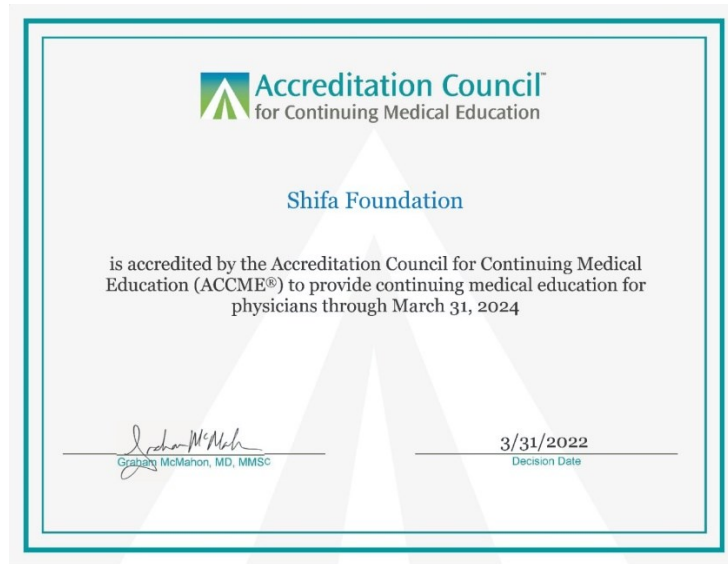 Accreditation Council™
for Continuing Medical Education
Shifa Foundation
is accredited by the Accreditation Council for Continuing Medical
Education (ACCME®) to provide continuing medical education for
physicians through March 31, 2024
Graham McMahon
3/31/2022
Graham McMahon, MD, MMSC
Decision Date